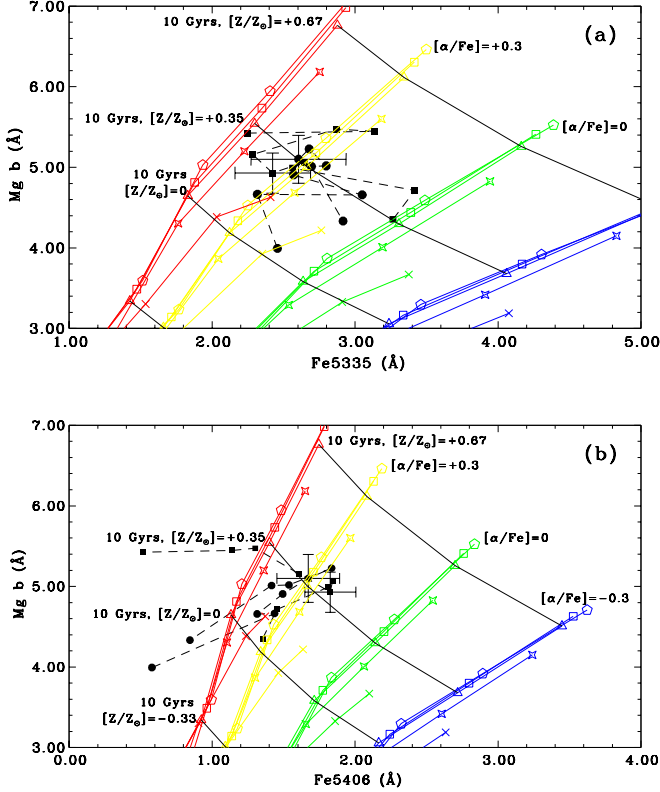 7.00
6.00
5.00
4.00
3.00
Mg b (Å)
10 Gyrs, [Z/Z⊙]=+0.67
(a)
[α/Fe]=+0.3
10 Gyrs, [Z/Z⊙]=+0.35
[α/Fe]=0
10 Gyrs
[Z/Z⊙]=0
1.00 2.00 3.00 4.00 5.00
Fe5335 (Å)
7.00
6.00
5.00
4.00
3.00
Mg b (Å)
10 Gyrs, [Z/Z⊙]=+0.67
(b)
[α/Fe]=+0.3
10 Gyrs, [Z/Z⊙]=+0.35
[α/Fe]=0
[α/Fe]=-0.3
10 Gyrs, [Z/Z⊙]=0
10 Gyrs
[Z/Z⊙]=-0.33
0.00 1.00 2.00 3.00 4.00
Fe5406 (Å)